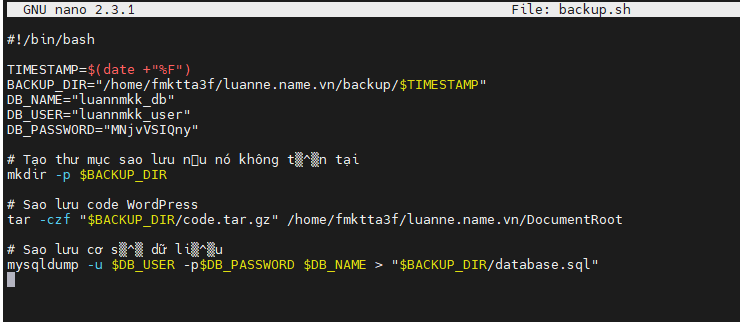 GNU nano 2.3.1 File: backup.sh
#!/bin/bash
TIMESTAMP=$(date +"%F")
BACKUP_DIR="/home/fmktta3f/luanne.name.vn/backup/$TIMESTAMP"
DB_NAME="luannmkk_db"
DB_USER="luannmkk_user"
DB_PASSWORD="MNjvVSIQny"
# Tạo thư mục sao lưu nó không tại
mkdir -p $BACKUP_DIR
# Sao lưu code WordPress
tar -czf "$BACKUP_DIR/code.tar.gz" /home/fmktta3f/luanne.name.vn/DocumentRoot
# Sao lưu cơ dữ
mysqldump -u $DB_USER -p$DB_PASSWORD $DB_NAME > "$BACKUP_DIR/database.sql"